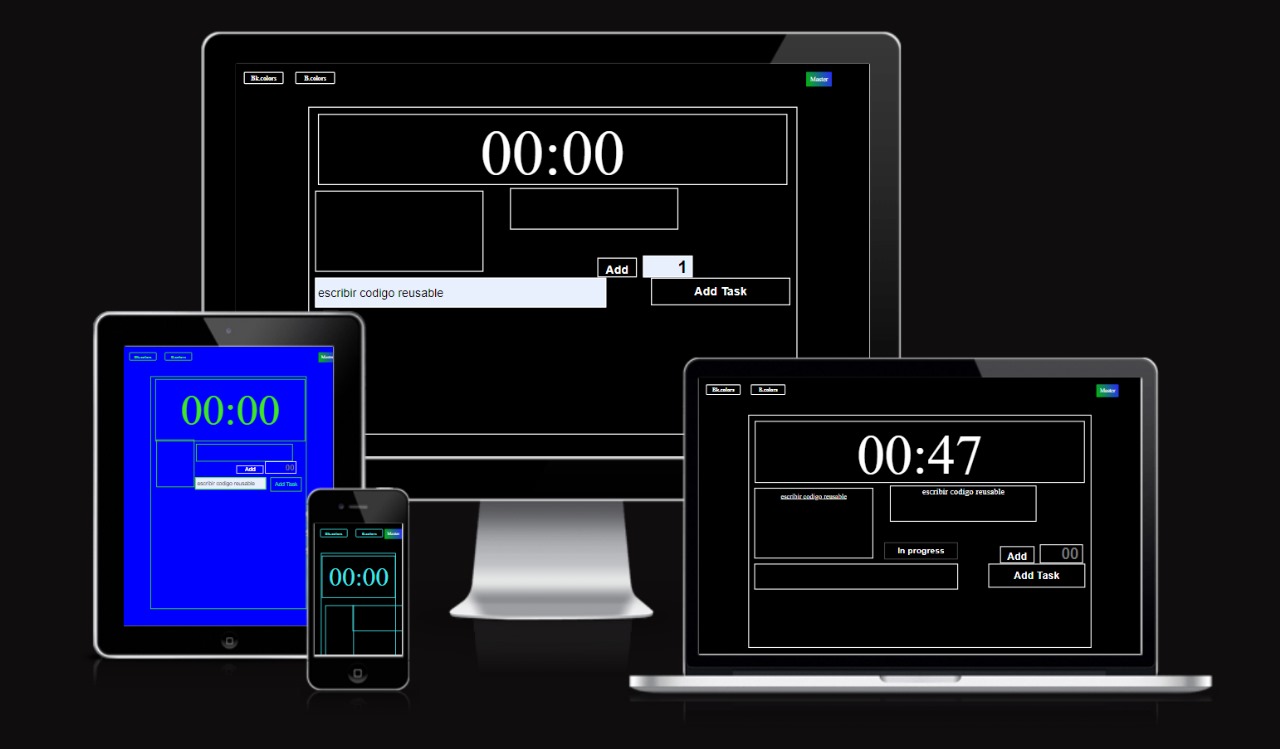 Bk.colors B.colors Master
00:00
Add 1
escribir codigo reusable Add Task
Bk.colors B.colors Master
00:00
Add 00
escribir codigo reusable Add Task
Bk.colors B.colors Master
00:00
Bk.colors B.colors Master
00:47
escribir codigo reusable escribir codigo reusable
In progress Add 00
Add Task